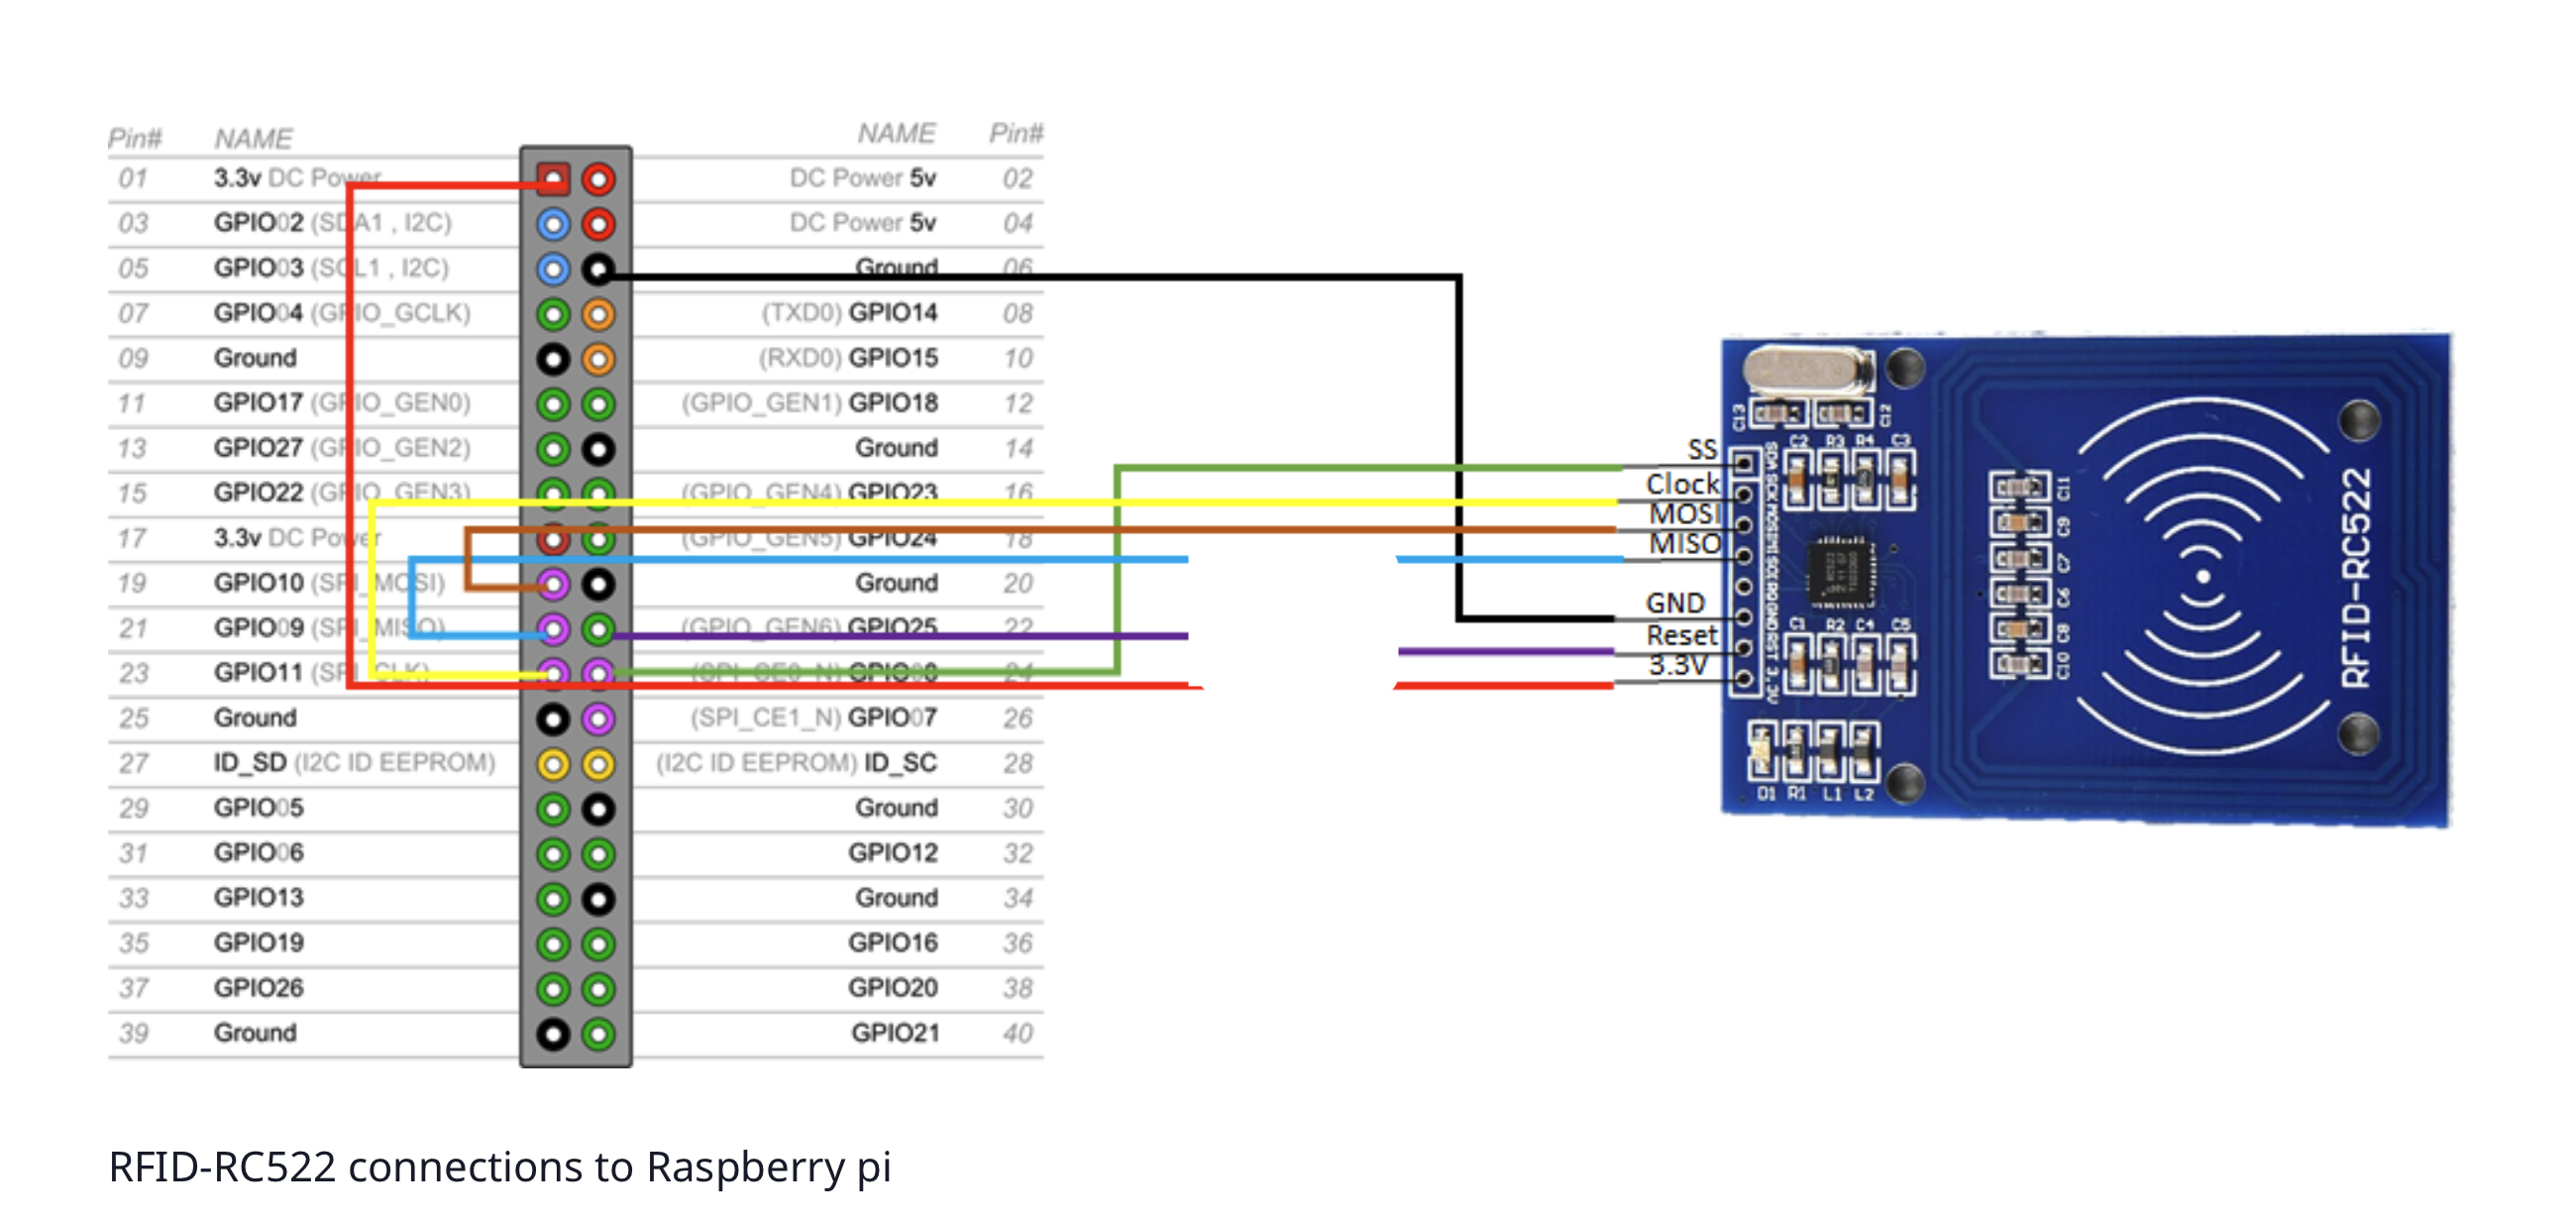 Pin# NAME NAME Pin#
01 3.3v DC Power DC Power 5v 02
03 GPIO02 (SDA1 , I2C) DC Power 5v 04
05 GPIO03 (SCL1 , I2C) Ground 06
07 GPIO04 (GPIO_GCLK) (TXD0) GPIO14 08
09 Ground (RXD0) GPIO15 10
11 GPIO17 (GPIO_GEN0) (GPIO_GEN1) GPIO18 12
13 GPIO27 (GPIO_GEN2) Ground 14
15 GPIO22 (GPIO_GEN3) (GPIO_GEN4) GPIO23 16
17 3.3v DC Power (GPIO_GEN5) GPIO24 18
19 GPIO10 (SPI_MOSI) Ground 20
21 GPIO09 (SPI_MISO) (GPIO_GEN6) GPIO25 22
23 GPIO11 (SPI_CLK) (SPI_CE0_N) GPIO08 24
25 Ground (SPI_CE1_N) GPIO07 26
27 ID_SD (I2C ID EEPROM) (I2C ID EEPROM) ID_SC 28
29 GPIO05 Ground 30
31 GPIO06 GPIO12 32
33 GPIO13 Ground 34
35 GPIO19 GPIO16 36
37 GPIO26 GPIO20 38
39 Ground GPIO21 40
SS
Clock
MOSI
MISO
GND
Reset
3.3V
C13 C12
C2 R3 R4 C3
SDA SCK MOSI GND RST 3.3V
C1 R2 C4 C5
D1 R1 L1 L2
C11
C9
C7
C6
C8
C10
RFID-RC522
RFID-RC522 connections to Raspberry pi